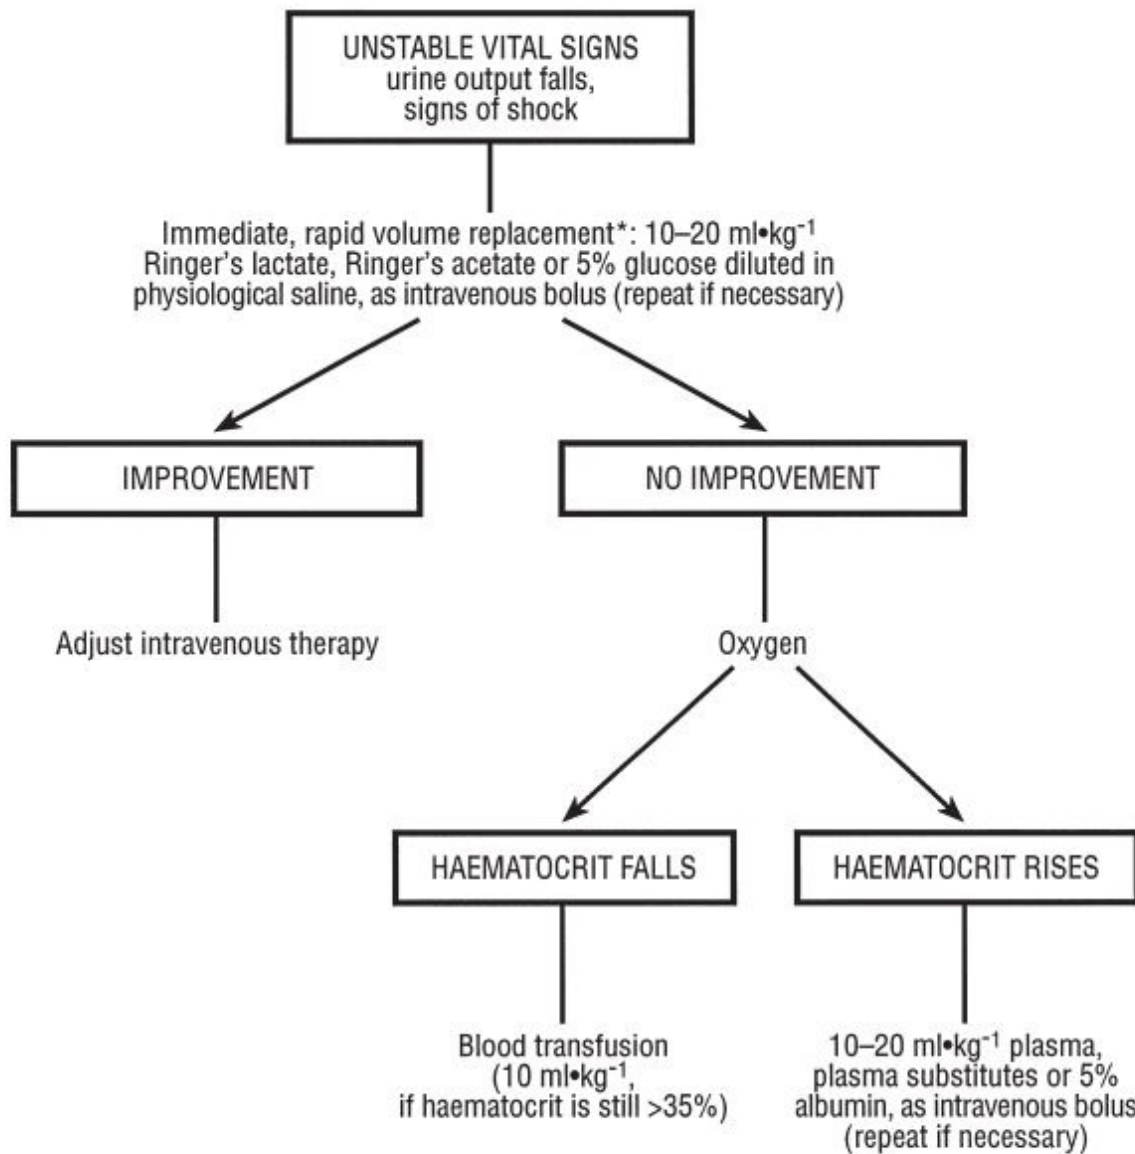 UNSTABLE VITAL SIGNS
urine output falls,
signs of shock
Immediate, rapid volume replacement*: 10–20 ml•kg⁻¹
Ringer's lactate, Ringer's acetate or 5% glucose diluted in
physiological saline, as intravenous bolus (repeat if necessary)
IMPROVEMENT
NO IMPROVEMENT
Adjust intravenous therapy
Oxygen
HAEMATOCRIT FALLS
HAEMATOCRIT RISES
Blood transfusion
(10 ml•kg⁻¹,
if haematocrit is still >35%)
10–20 ml•kg⁻¹ plasma,
plasma substitutes or 5%
albumin, as intravenous bolus
(repeat if necessary)